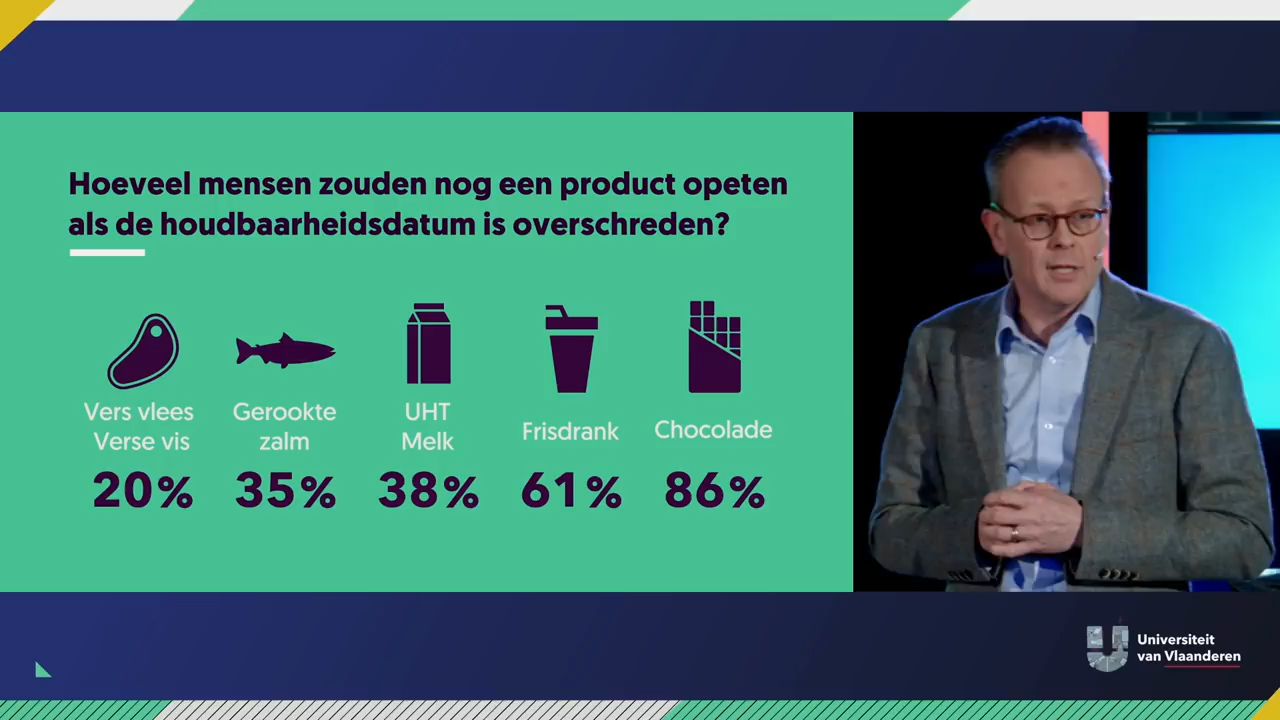 Hoeveel mensen zouden nog een product opeten
als de houdbaarheidsdatum is overschreden?
Vers vlees
Verse vis
20%
Gerookte
zalm
35%
UHT
Melk
38%
Frisdrank
61%
Chocolade
86%
Universiteit
van Vlaanderen